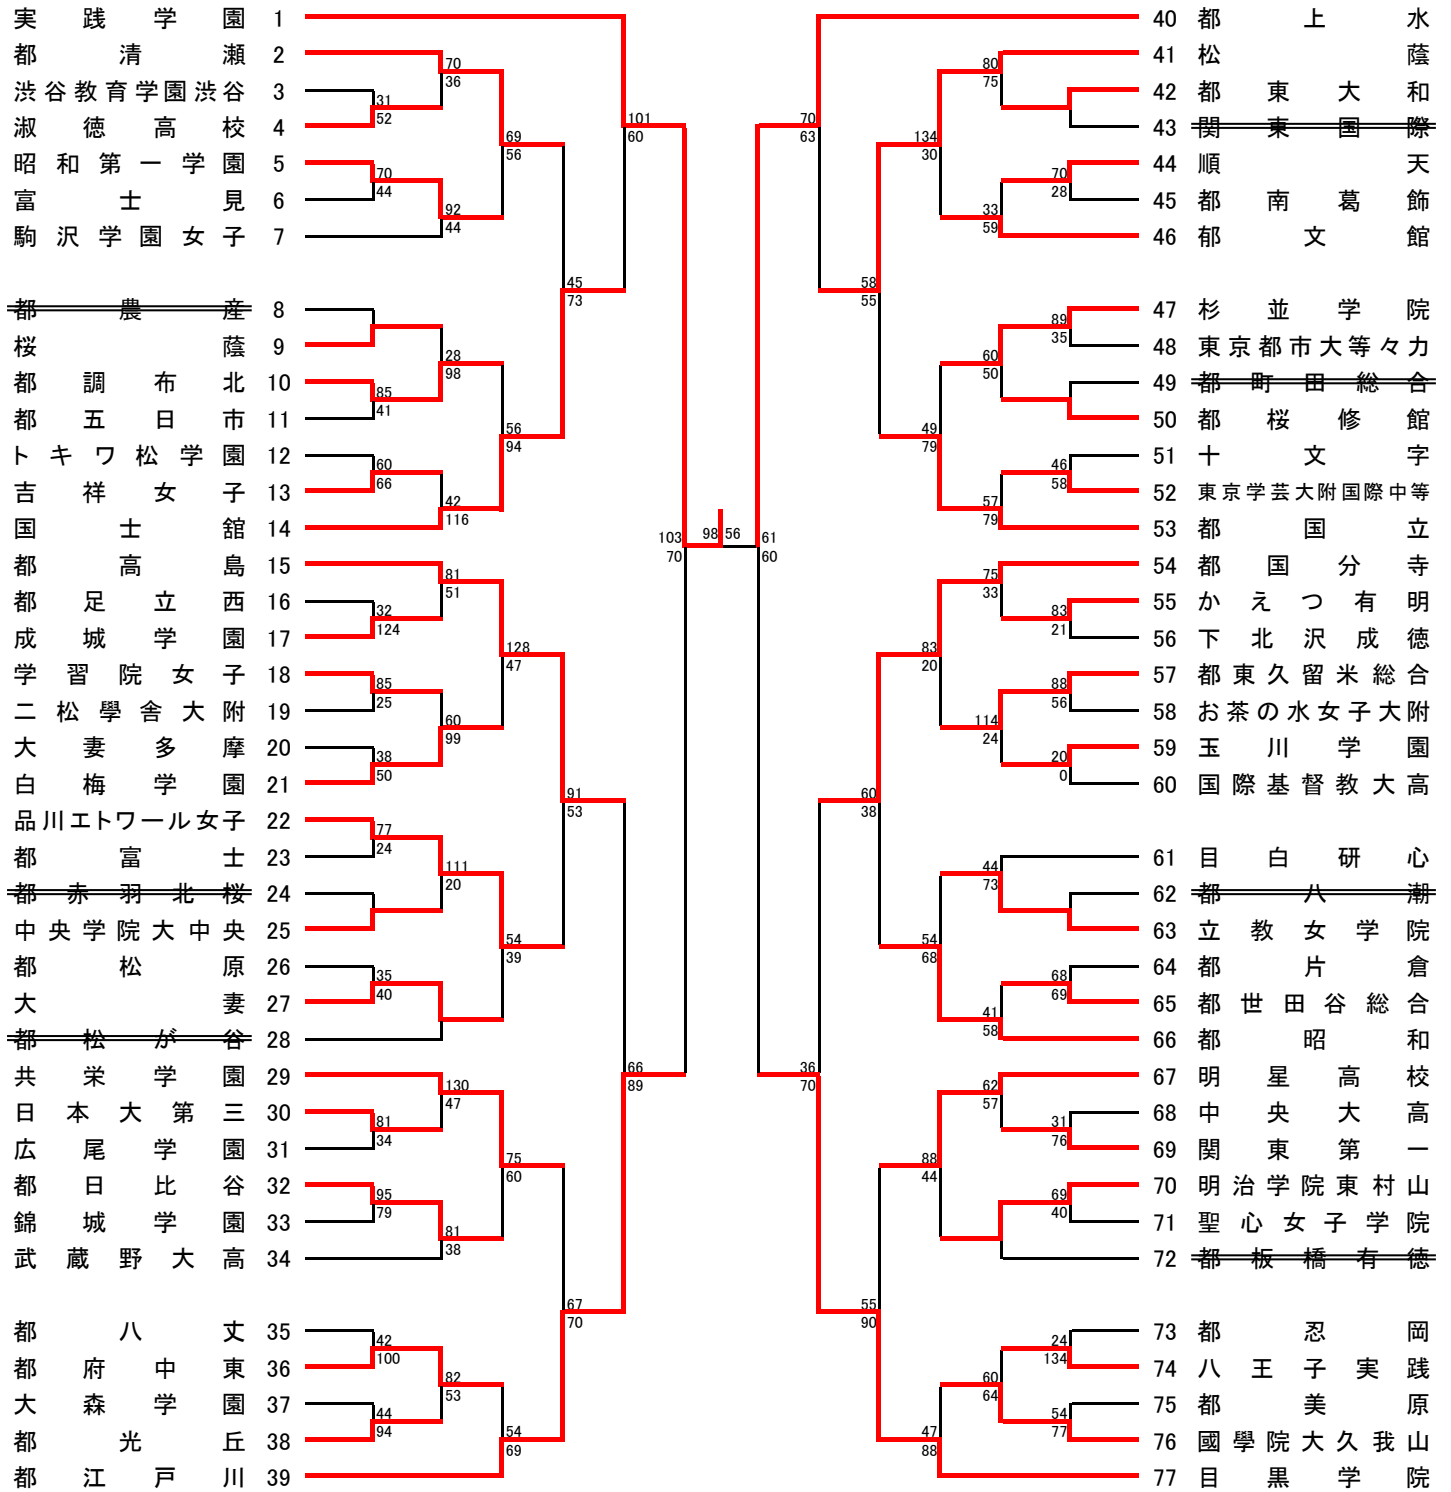 実践学園 1
都清瀬 2
渋谷教育学園渋谷 3
淑徳高校 4
昭和第一学園 5
富士見 6
駒沢学園女子 7
都農産 8
桜蔭 9
都調布北 10
都五日市 11
トキワ松学園 12
吉祥女子 13
国士舘 14
都高島 15
都足立西 16
成城学園 17
学習院女子 18
二松學舎大附 19
大妻多摩 20
白梅学園 21
品川エトワール女子 22
都富士 23
都赤羽北桜 24
中央学院大中央 25
都松原 26
大妻 27
都松が谷 28
共栄学園 29
日本大第三 30
広尾学園 31
都日比谷 32
錦城学園 33
武蔵野大高 34
都八丈 35
都府中東 36
大森学園 37
都光丘 38
都江戸川 39
31
52
70
44
85
41
60
66
32
124
85
25
38
50
77
24
35
40
81
34
95
79
42
100
44
94
70
36
92
44
28
98
42
116
81
51
60
99
111
20
130
47
81
38
82
53
69
56
56
94
128
47
54
39
75
60
54
69
45
73
91
53
67
70
101
60
66
89
103
70
98 56
61
60
70
63
36
70
58
55
60
38
55
90
134
30
49
79
83
20
54
68
88
44
47
88
80
75
33
59
60
50
57
79
75
33
114
24
44
73
41
58
62
57
60
64
70
28
89
35
46
58
83
21
88
56
20
0
68
69
31
76
69
40
24
134
54
77
40 都上水
41 松蔭
42 都東大和
43 関東国際
44 順天
45 都南葛飾
46 郁文館
47 杉並学院
48 東京都市大等々力
49 都町田総合
50 都桜修館
51 十文字
52 東京学芸大附国際中等
53 都国立
54 都国分寺
55 かえつ有明
56 下北沢成徳
57 都東久留米総合
58 お茶の水女子大附
59 玉川学園
60 国際基督教大高
61 目白研心
62 都八潮
63 立教女学院
64 都片倉
65 都世田谷総合
66 都昭和
67 明星高校
68 中央大高
69 関東第一
70 明治学院東村山
71 聖心女子学院
72 都板橋有徳
73 都忍岡
74 八王子実践
75 都美原
76 國學院大久我山
77 目黒学院